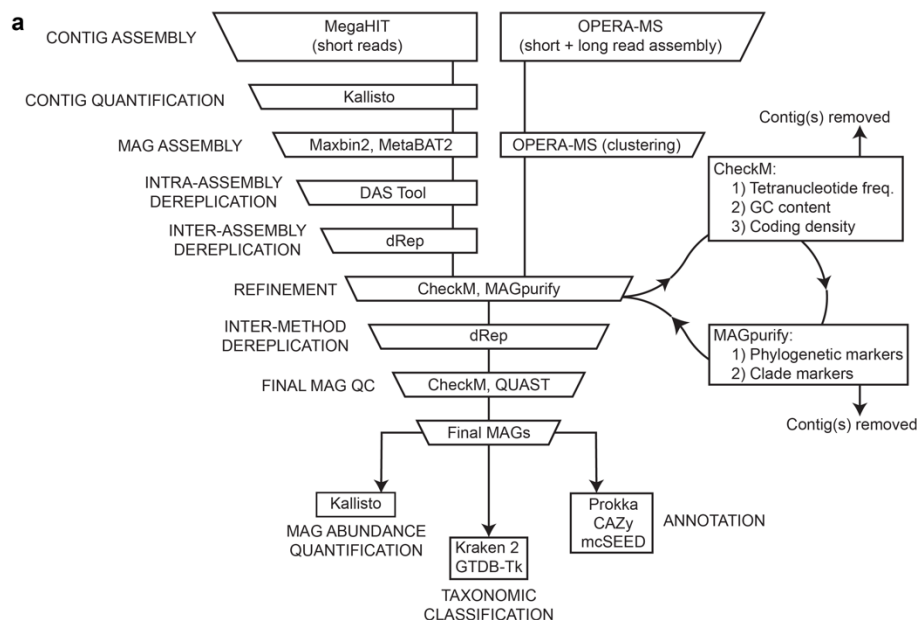 a
CONTIG ASSEMBLY
MegaHIT
(short reads)
OPERA-MS
(short + long read assembly)
CONTIG QUANTIFICATION
Kallisto
MAG ASSEMBLY
Maxbin2, MetaBAT2
OPERA-MS (clustering)
INTRA-ASSEMBLY
DEREPLICATION
DAS Tool
INTER-ASSEMBLY
DEREPLICATION
dRep
REFINEMENT
CheckM, MAGpurify
Contig(s) removed
CheckM:
1) Tetranucleotide freq.
2) GC content
3) Coding density
MAGpurify:
1) Phylogenetic markers
2) Clade markers
Contig(s) removed
INTER-METHOD
DEREPLICATION
dRep
FINAL MAG QC
CheckM, QUAST
Final MAGs
Kallisto
MAG ABUNDANCE
QUANTIFICATION
Kraken 2
GTDB-Tk
TAXONOMIC
CLASSIFICATION
Prokka
CAZy
mcSEED
ANNOTATION